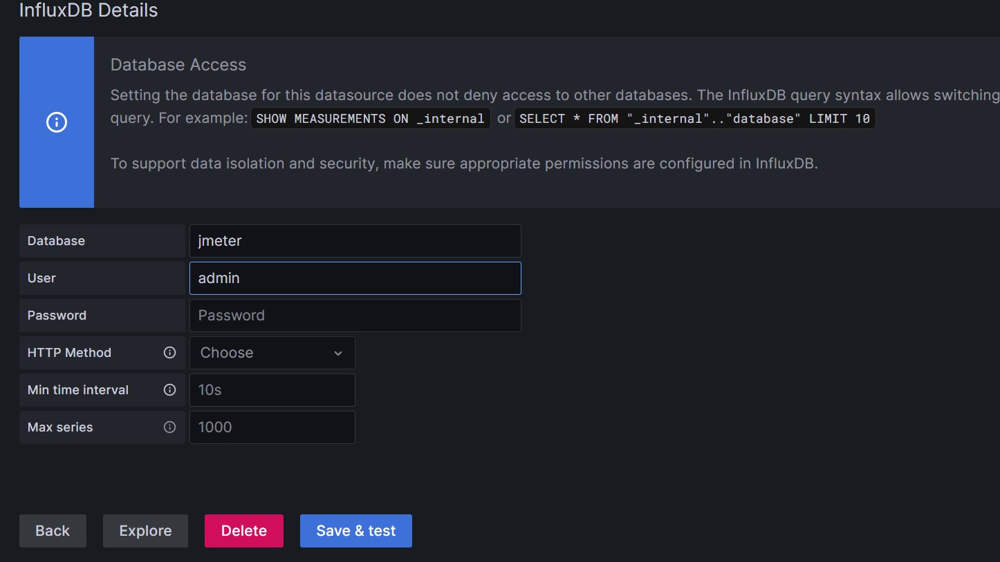 InfluxDB Details
Database Access
Setting the database for this datasource does not deny access to other databases. The InfluxDB query syntax allows switching
query. For example: SHOW MEASUREMENTS ON _internal or SELECT * FROM "_internal".."database" LIMIT 10
To support data isolation and security, make sure appropriate permissions are configured in InfluxDB.
Database jmeter
User admin
Password Password
HTTP Method Choose
Min time interval 10s
Max series 1000
Back Explore Delete Save & test